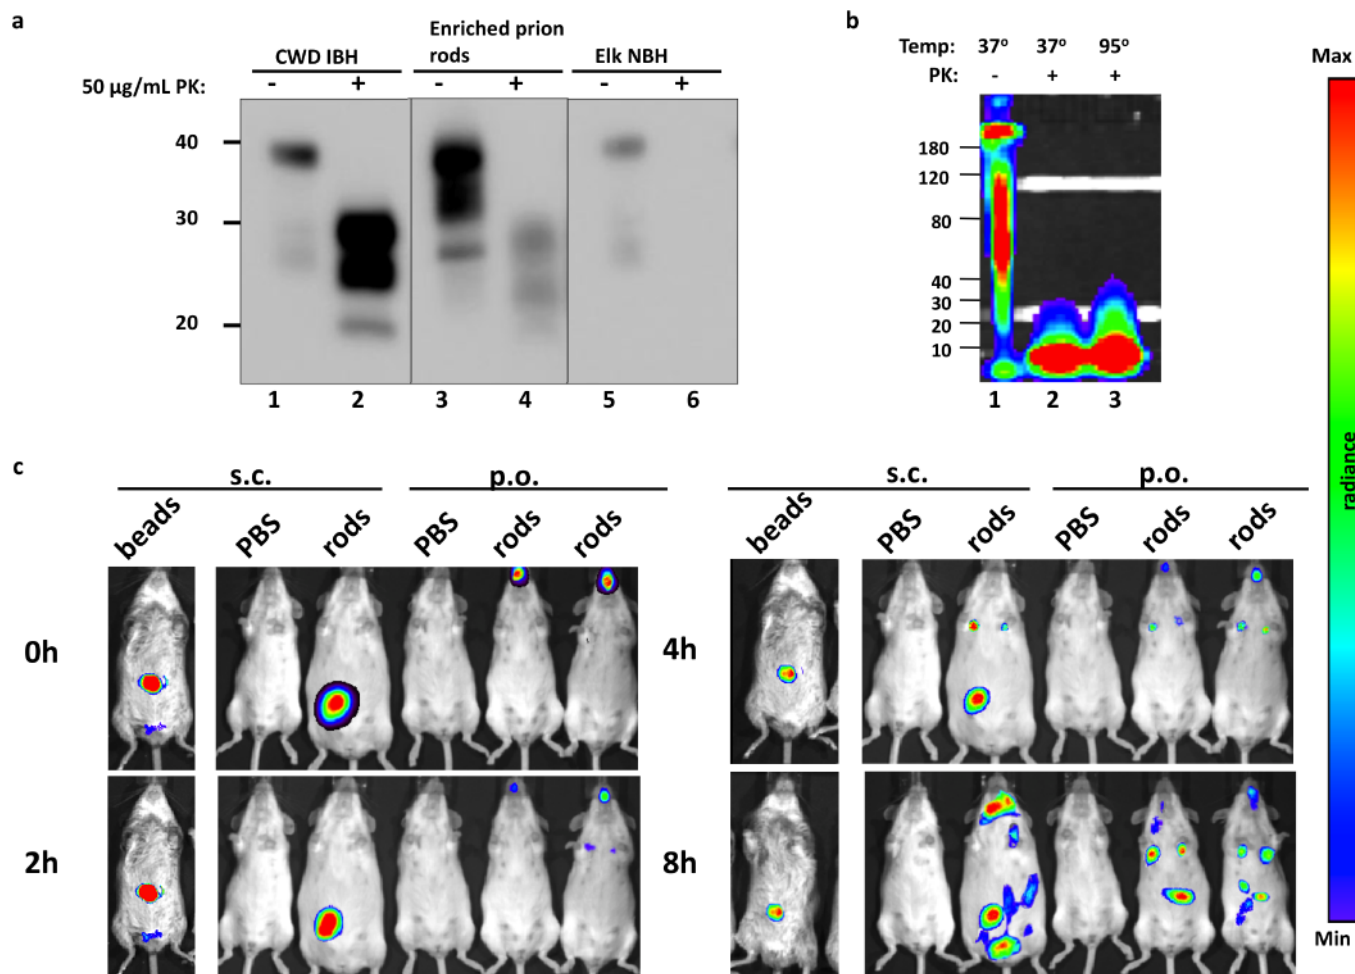 a
CWD IBH
Enriched prion
rods
Elk NBH
50 µg/mL PK:
- + - + - +
40
30
20
1 2 3 4 5 6
b
Temp: 37° 37° 95°
PK: - + +
180
120
80
40
30
20
10
1 2 3
Max
radiance
Min
c
s.c. p.o.
beads PBS rods PBS rods rods
0h
2h
s.c. p.o.
beads PBS rods PBS rods rods
4h
8h